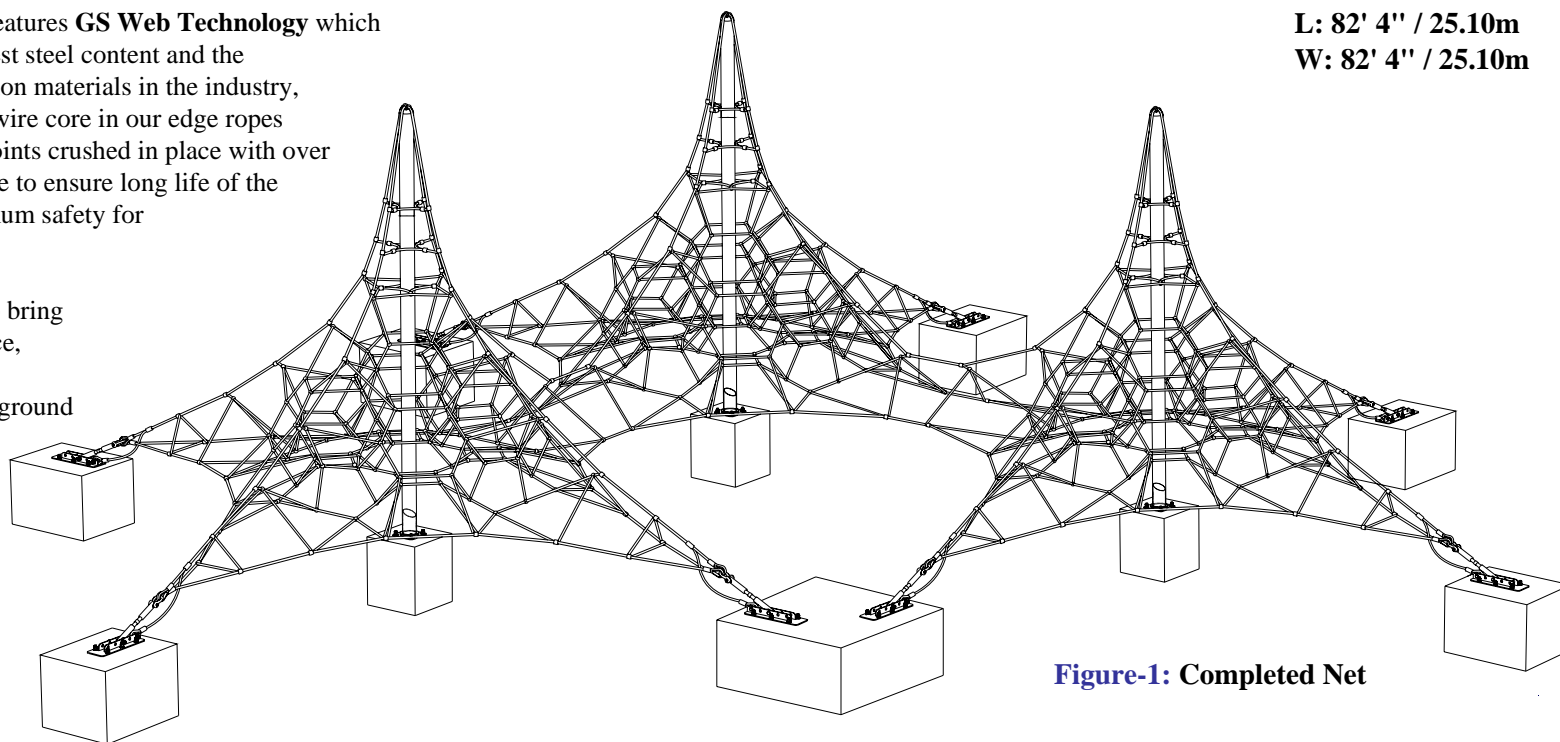 eatures GS Web Technology which
st steel content and the
on materials in the industry,
wire core in our edge ropes
oints crushed in place with over
e to ensure long life of the
um safety for
bring
ce,
ground
L: 82' 4" / 25.10m
W: 82' 4" / 25.10m
Figure-1: Completed Net